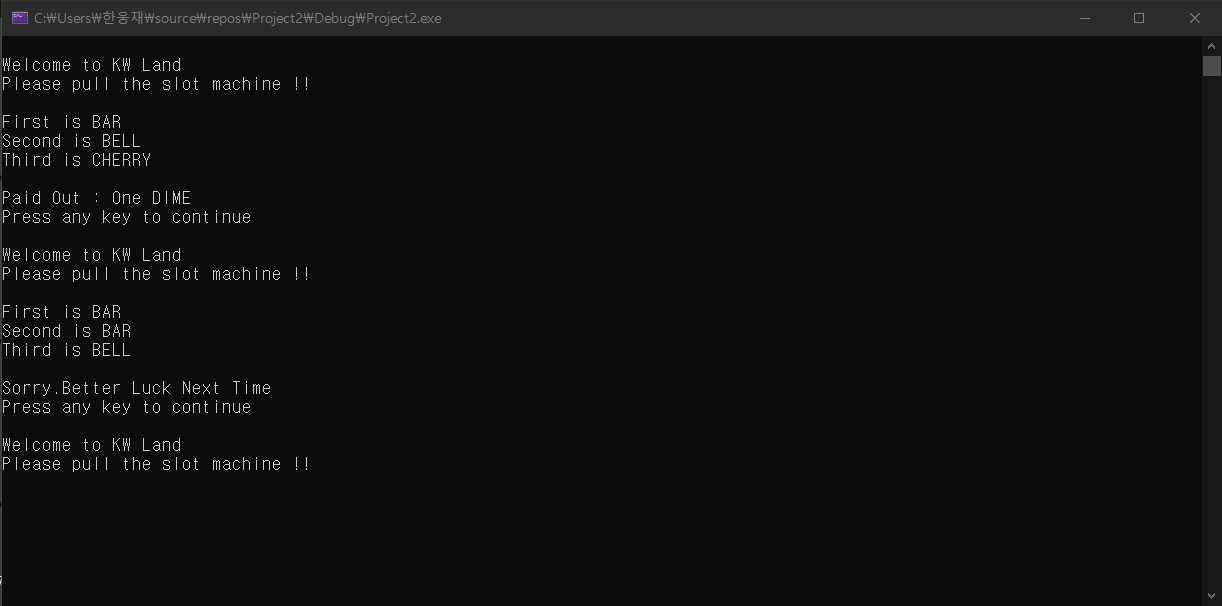 C:₩Users₩한웅재₩source₩repos₩Project2₩Debug₩Project2.exe
Welcome to KW Land
Please pull the slot machine !!
First is BAR
Second is BELL
Third is CHERRY
Paid Out : One DIME
Press any key to continue
Welcome to KW Land
Please pull the slot machine !!
First is BAR
Second is BAR
Third is BELL
Sorry.Better Luck Next Time
Press any key to continue
Welcome to KW Land
Please pull the slot machine !!